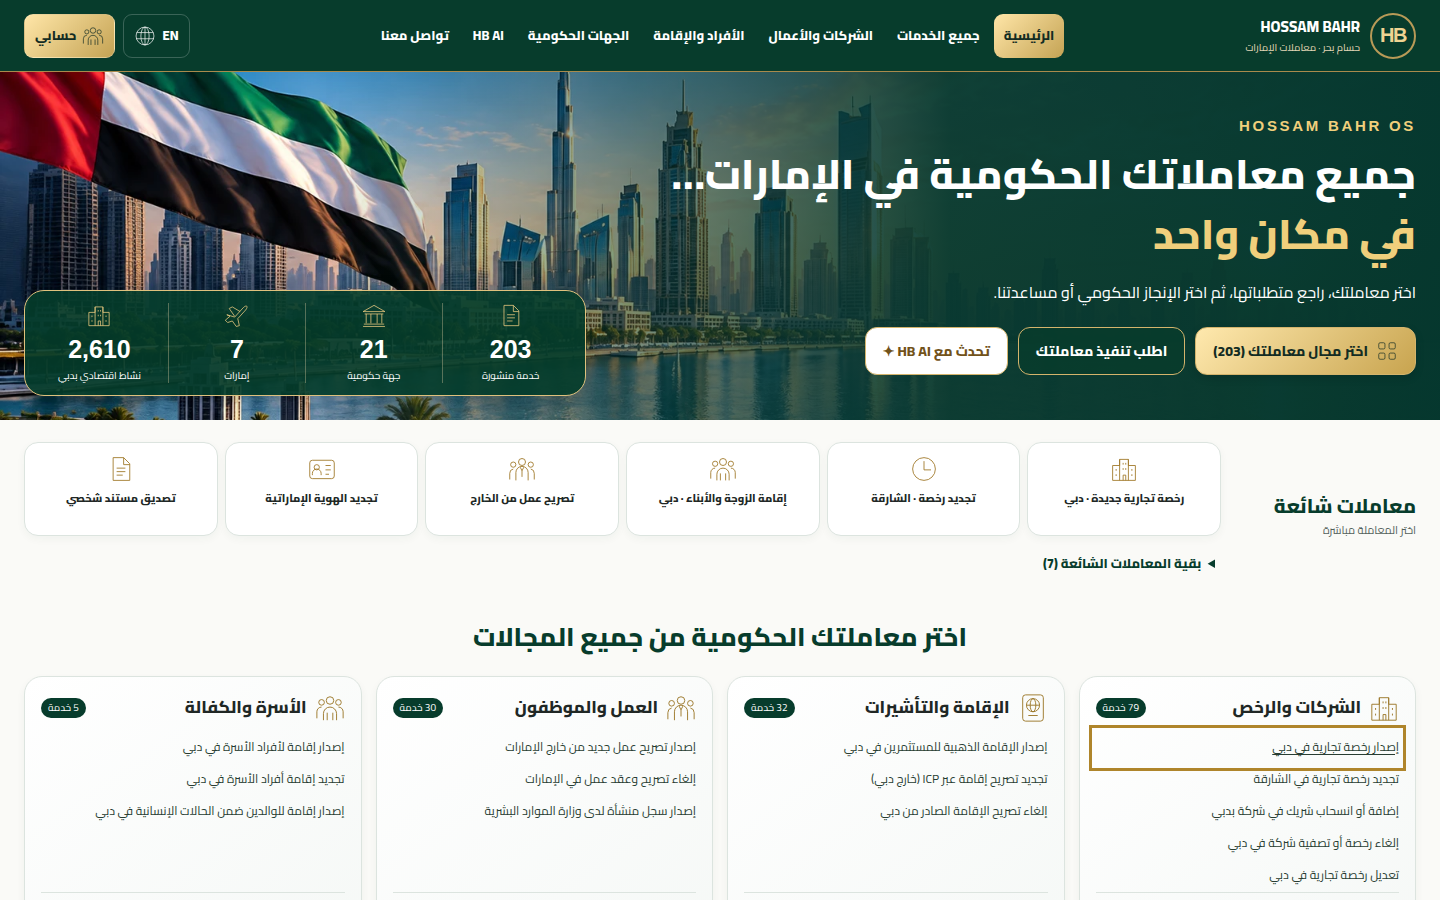 HB
HOSSAM BAHR
حسام بحر · معاملات الإمارات
الرئيسية
جميع الخدمات
الشركات والأعمال
الأفراد والإقامة
الجهات الحكومية
HB AI
تواصل معنا
EN
حسابي
HOSSAM BAHR OS
جميع معاملاتك الحكومية في الإمارات...
في مكان واحد
اختر معاملتك، راجع متطلباتها، ثم اختر الإنجاز الحكومي أو مساعدتنا.
اختر مجال معاملتك (203)
اطلب تنفيذ معاملتك
تحدث مع HB AI ✦
203
خدمة منشورة
21
جهة حكومية
7
إمارات
2,610
نشاط اقتصادي بدبي
معاملات شائعة
اختر المعاملة مباشرة
رخصة تجارية جديدة · دبي
تجديد رخصة · الشارقة
إقامة الزوجة والأبناء · دبي
تصريح عمل من الخارج
تجديد الهوية الإماراتية
تصديق مستند شخصي
◀ بقية المعاملات الشائعة (7)
اختر معاملتك الحكومية من جميع المجالات
الشركات والرخص
79 خدمة
إصدار رخصة تجارية في دبي
تجديد رخصة تجارية في الشارقة
إضافة أو انسحاب شريك في شركة بدبي
إلغاء رخصة أو تصفية شركة في دبي
تعديل رخصة تجارية في دبي
الإقامة والتأشيرات
32 خدمة
إصدار الإقامة الذهبية للمستثمرين في دبي
تجديد تصريح إقامة عبر ICP (خارج دبي)
إلغاء تصريح الإقامة الصادر من دبي
العمل والموظفون
30 خدمة
إصدار تصريح عمل جديد من خارج الإمارات
إلغاء تصريح وعقد عمل في الإمارات
إصدار سجل منشأة لدى وزارة الموارد البشرية
الأسرة والكفالة
5 خدمة
إصدار إقامة لأفراد الأسرة في دبي
تجديد إقامة أفراد الأسرة في دبي
إصدار إقامة للوالدين ضمن الحالات الإنسانية في دبي